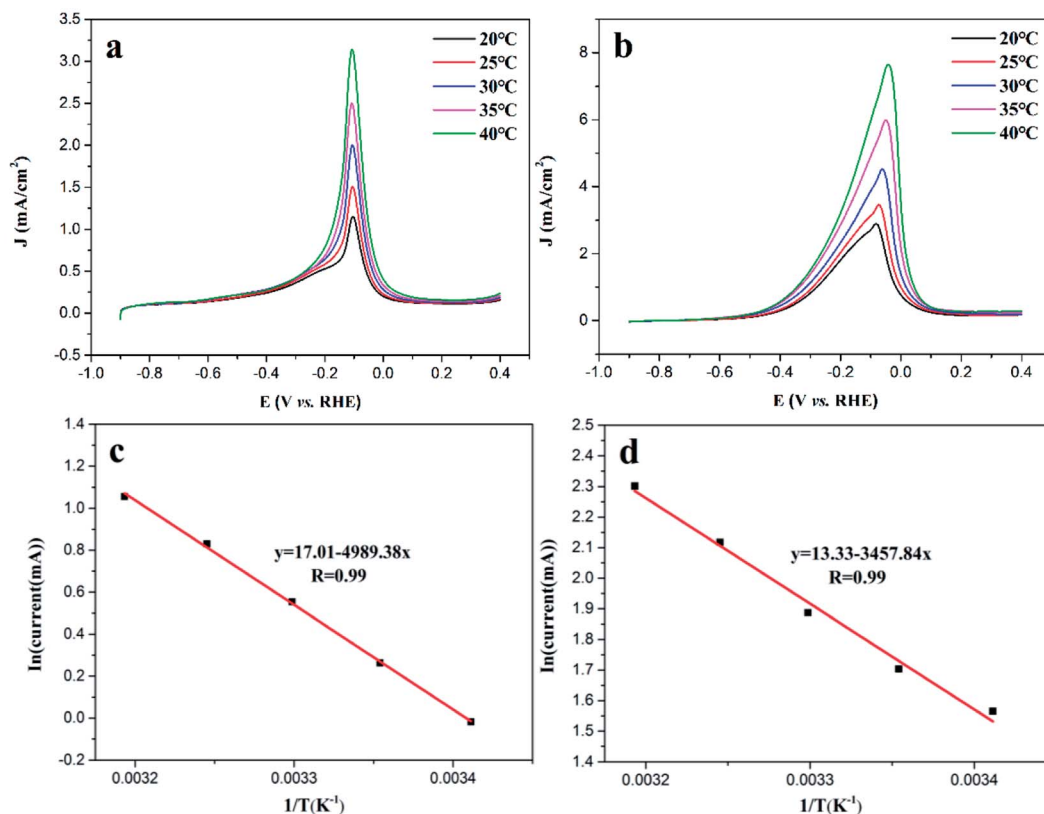 a
3.5
3.0
2.5
2.0
1.5
1.0
0.5
0.0
-0.5
J (mA/cm²)
20°C
25°C
30°C
35°C
40°C
-1.0 -0.8 -0.6 -0.4 -0.2 0.0 0.2 0.4
E (V vs. RHE)
b
8
6
4
2
0
J (mA/cm²)
20°C
25°C
30°C
35°C
40°C
-1.0 -0.8 -0.6 -0.4 -0.2 0.0 0.2 0.4
E (V vs. RHE)
c
1.4
1.2
1.0
0.8
0.6
0.4
0.2
0.0
-0.2
In(current(mA))
y=17.01-4989.38x
R=0.99
0.0032 0.0033 0.0034
1/T(K⁻¹)
d
2.5
2.4
2.3
2.2
2.1
2.0
1.9
1.8
1.7
1.6
1.5
1.4
In(current(mA))
y=13.33-3457.84x
R=0.99
0.0032 0.0033 0.0034
1/T(K⁻¹)